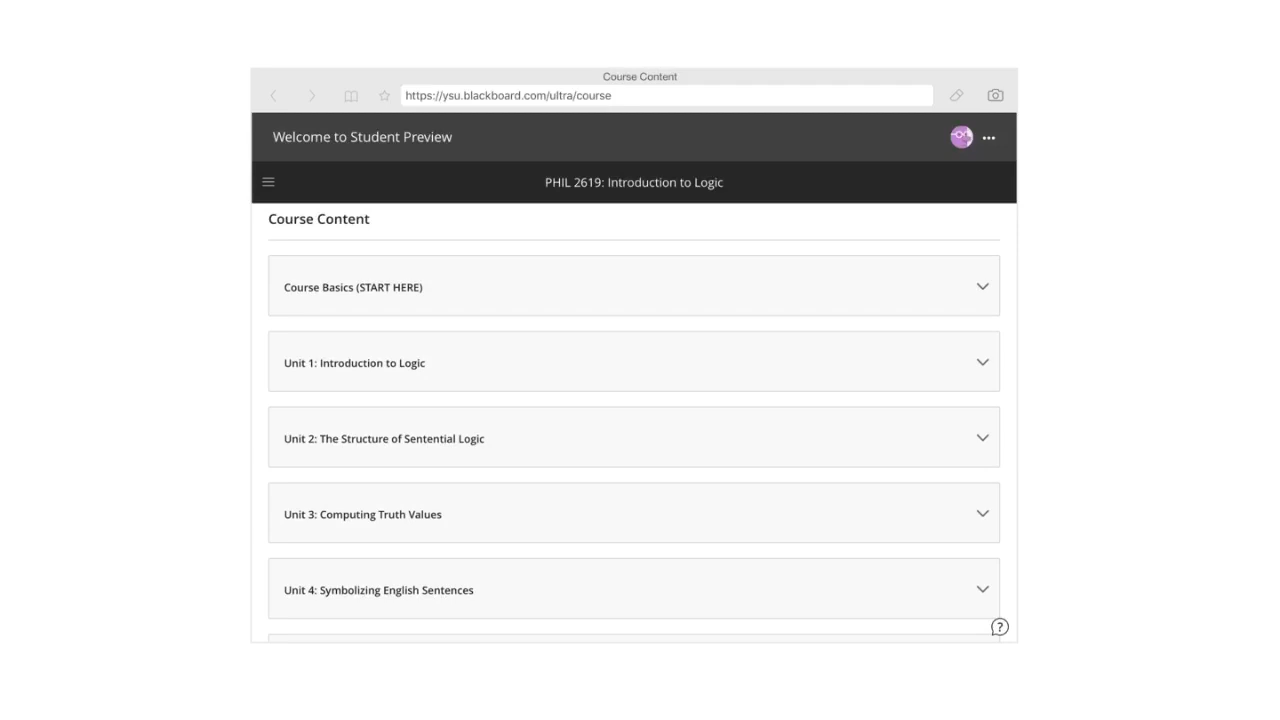 Course Content
https://ysu.blackboard.com/ultra/course
Welcome to Student Preview
PHIL 2619: Introduction to Logic
Course Content
Course Basics (START HERE)
Unit 1: Introduction to Logic
Unit 2: The Structure of Sentential Logic
Unit 3: Computing Truth Values
Unit 4: Symbolizing English Sentences
?